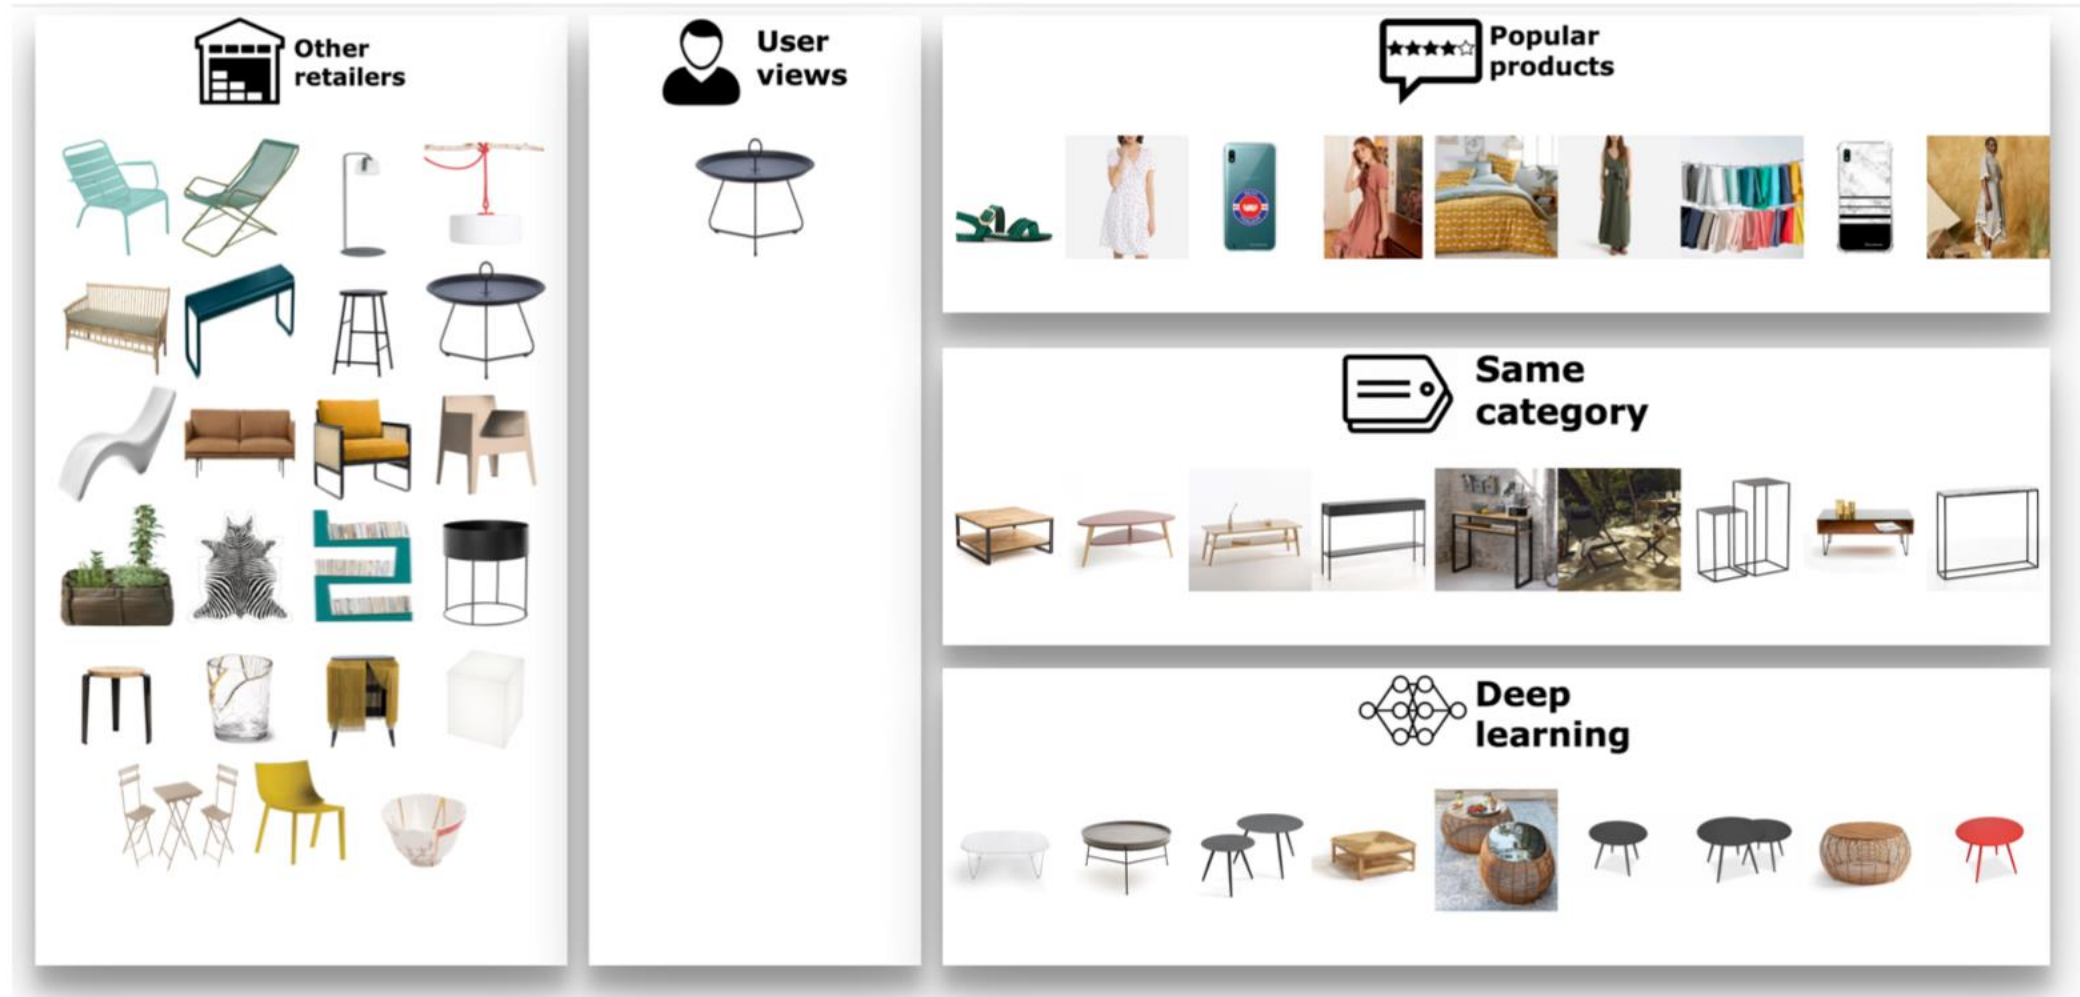 Other
retailers
User
views
Popular
products
Same
category
Deep
learning